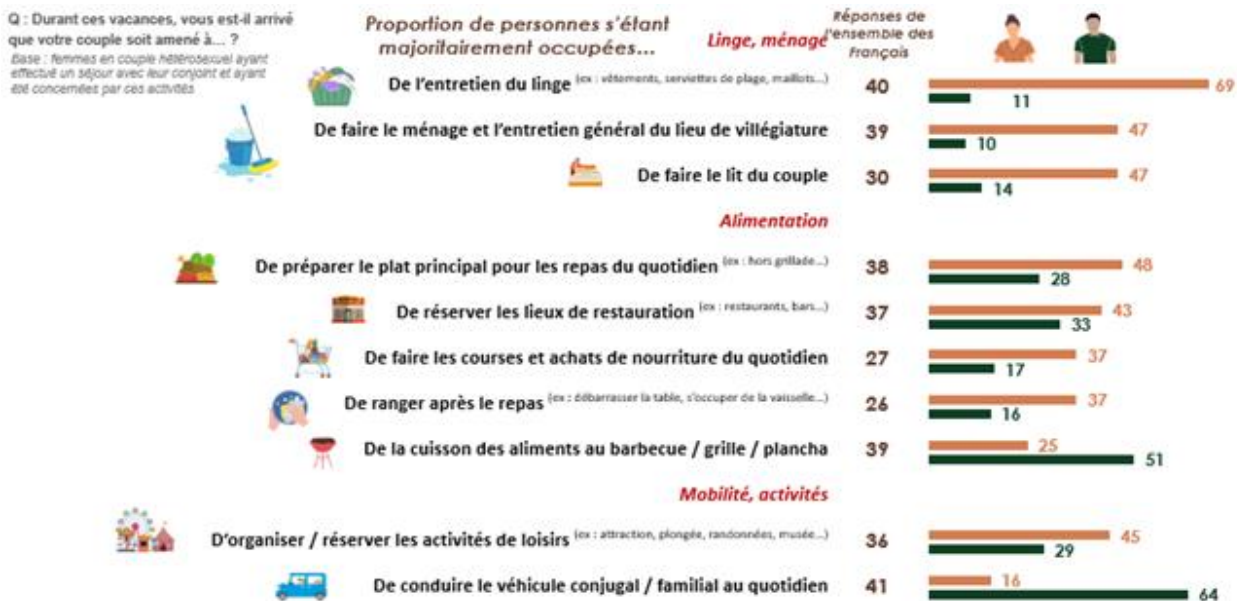 Q : Durant ces vacances, vous est-il arrivé
que votre couple soit amené à... ?
Base : femmes en couple hétérosexuel ayant
effectué un séjour avec leur conjoint et ayant
été concernées par ces activités
Proportion de personnes s'étant
majoritairement occupées...
Réponses de
l'ensemble des
Français
Linge, ménage
De l'entretien du linge (ex : vêtements, serviettes de plage, maillots...) 40 69 11
De faire le ménage et l'entretien général du lieu de villégiature 39 47 10
De faire le lit du couple 30 47 14
Alimentation
De préparer le plat principal pour les repas du quotidien (ex : hors grillade...) 38 48 28
De réserver les lieux de restauration (ex : restaurants, bars...) 37 43 33
De faire les courses et achats de nourriture du quotidien 27 37 17
De ranger après le repas (ex : débarrasser la table, s'occuper de la vaisselle...) 26 37 16
De la cuisson des aliments au barbecue / grille / plancha 39 25 51
Mobilité, activités
D'organiser / réserver les activités de loisirs (ex : attraction, plongée, randonnées, musée...) 36 45 29
De conduire le véhicule conjugal / familial au quotidien 41 16 64